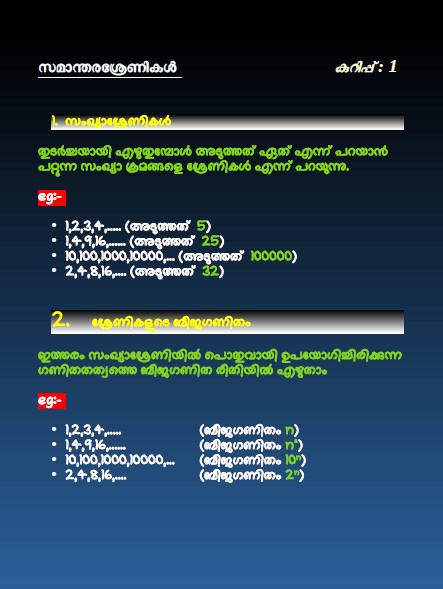 സമാന്തരശ്രേണികൾ
കുറിപ്പ് : 1
1. സംഖ്യാശ്രേണികൾ
തുടർച്ചയായി എഴുതുമ്പോൾ അടുത്തത് ഏത് എന്ന് പറയാൻ
പറ്റുന്ന സംഖ്യാ ക്രമങ്ങളെ ശ്രേണികൾ എന്ന് പറയുന്നു.
eg:-
• 1,2,3,4,..... (അടുത്തത് 5)
• 1,4,9,16,...... (അടുത്തത് 25)
• 10,100,1000,10000,... (അടുത്തത് 100000)
• 2,4,8,16,.... (അടുത്തത് 32)
2. ശ്രേണികളുടെ ബീജഗണിതം
ഇത്തരം സംഖ്യാശ്രേണിയിൽ പൊതുവായി ഉപയോഗിച്ചിരിക്കുന്ന
ഗണിതതത്വത്തെ ബീജഗണിത രീതിയിൽ എഴുതാം
eg:-
• 1,2,3,4,..... (ബീജഗണിതം n)
• 1,4,9,16,...... (ബീജഗണിതം n²)
• 10,100,1000,10000,... (ബീജഗണിതം 10ⁿ)
• 2,4,8,16,.... (ബീജഗണിതം 2ⁿ)